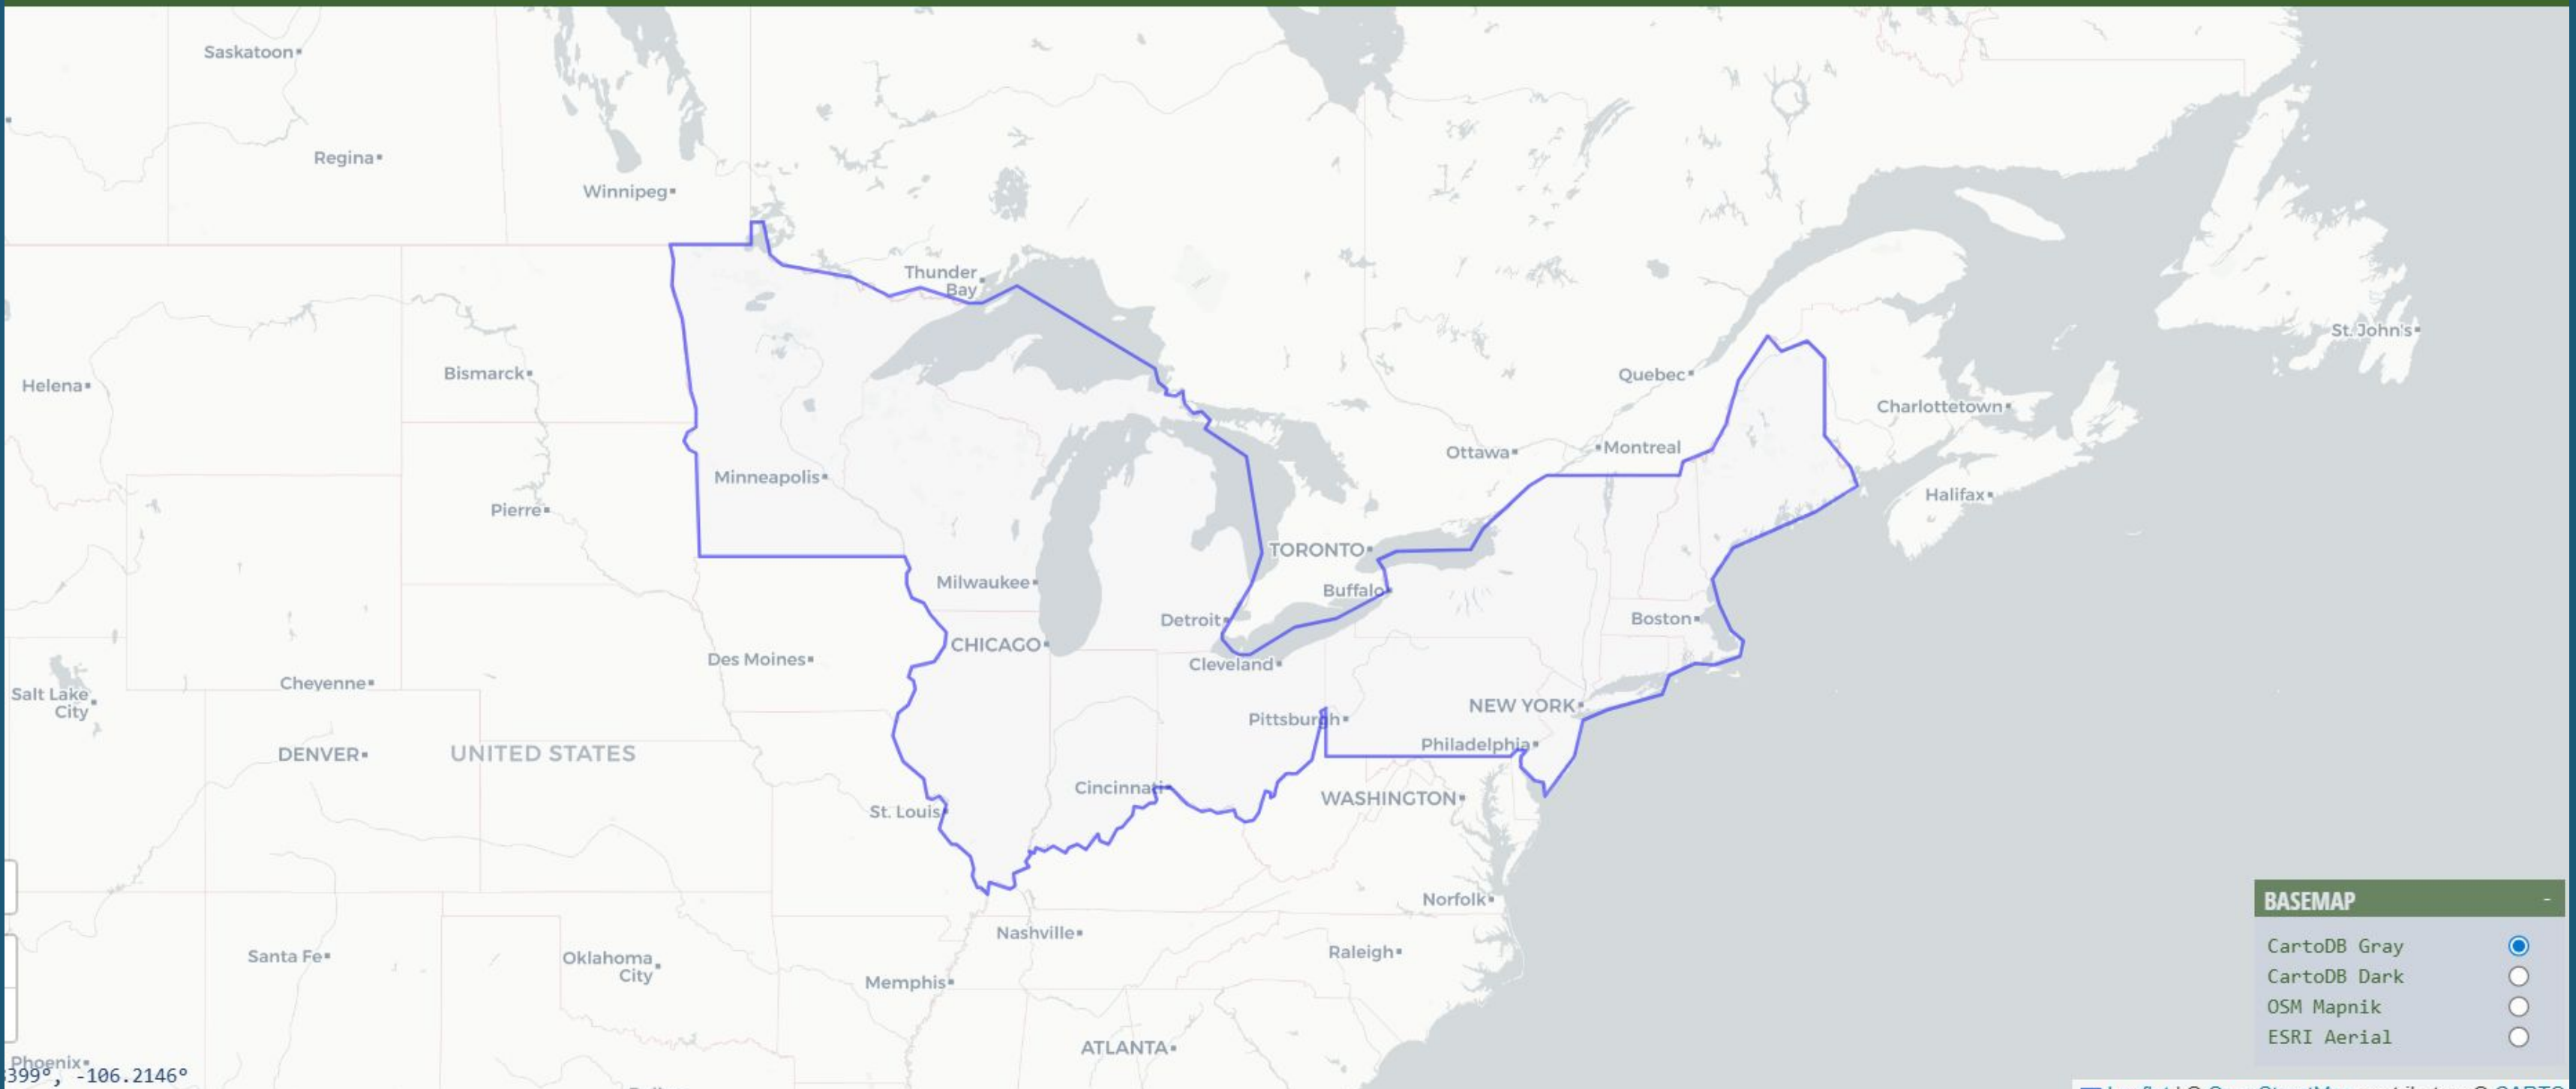 Saskatoon
Regina
Winnipeg
Thunder
Bay
St. John's
Quebec
Bismarck
Helena
Charlottetown
Montreal
Ottawa
Minneapolis
Halifax
Pierre
TORONTO
Milwaukee
Buffalo
Boston
Detroit
CHICAGO
Des Moines
Cleveland
Cheyenne
Salt Lake
City
NEW YORK
Pittsburgh
Philadelphia
DENVER
UNITED STATES
Cincinnati
WASHINGTON
St. Louis
Norfolk
BASEMAP -
Nashville
CartoDB Gray
Raleigh
Santa Fe
Oklahoma
City
CartoDB Dark
Memphis
OSM Mapnik
ESRI Aerial
ATLANTA
Phoenix
399°, -106.2146°